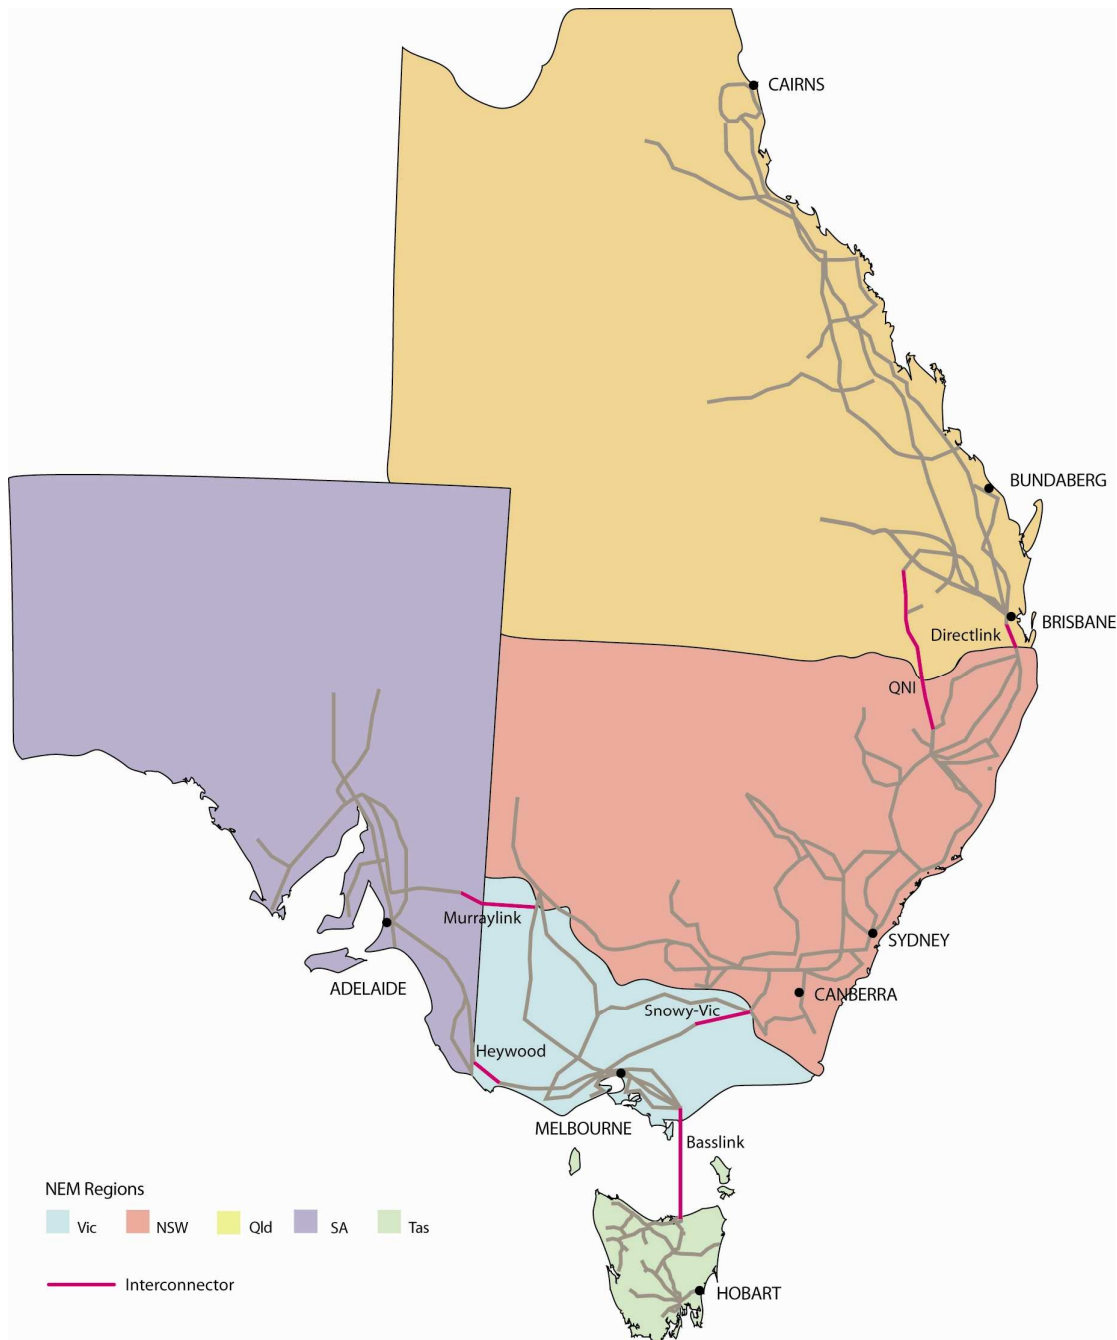 CAIRNS
BUNDABERG
BRISBANE
Directlink
QNI
Murraylink
SYDNEY
ADELAIDE
CANBERRA
Snowy-Vic
Heywood
MELBOURNE
Basslink
NEM Regions
Vic NSW Qld SA Tas
Interconnector
HOBART